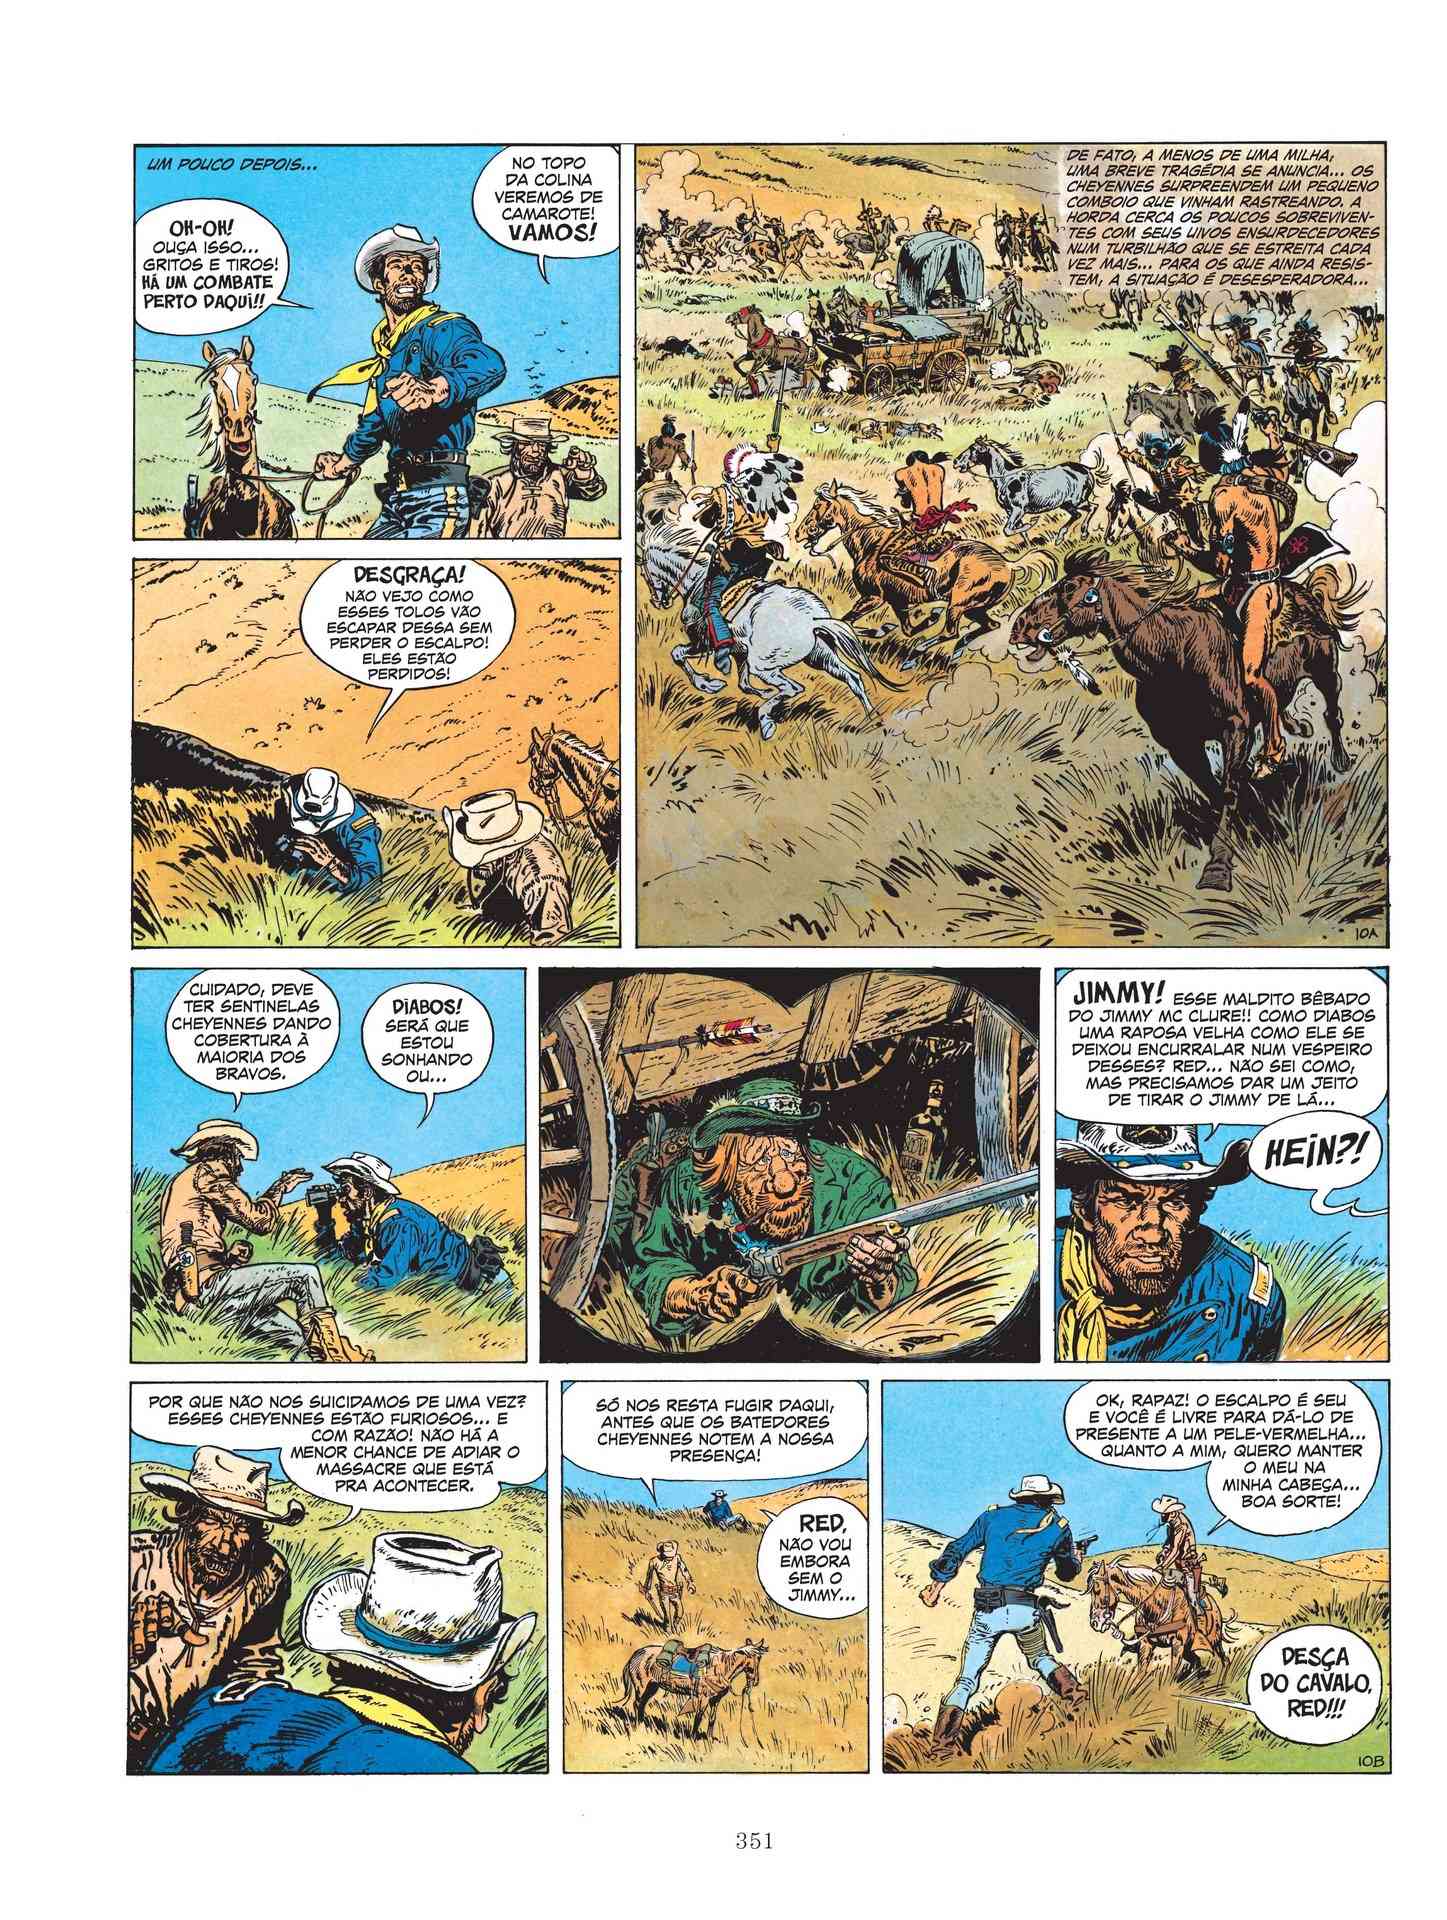 UM POUCO DEPOIS...
OH-OH!
OUÇA ISSO...
GRITOS E TIROS!
HÁ UM COMBATE
PERTO DAQUI!!
NO TOPO
DA COLINA
VEREMOS DE
CAMAROTE!
VAMOS!
DE FATO, A MENOS DE UMA MILHA,
UMA BREVE TRAGÉDIA SE ANUNCIA... OS
CHEYENNES SURPREENDEM UM PEQUENO
COMBOIO QUE VINHAM RASTREANDO. A
HORDA CERCA OS POUCOS SOBREVIVEN-
TES COM SEUS UIVOS ENSURDECEDORES
NUM TURBILHÃO QUE SE ESTREITA CADA
VEZ MAIS... PARA OS QUE AINDA RESIS-
TEM, A SITUAÇÃO É DESESPERADORA...
DESGRAÇA!
NÃO VEJO COMO
ESSES TOLOS VÃO
ESCAPAR DESSA SEM
PERDER O ESCALPO!
ELES ESTÃO
PERDIDOS!
10A
CUIDADO, DEVE
TER SENTINELAS
CHEYENNES DANDO
COBERTURA À
MAIORIA DOS
BRAVOS.
DIABOS!
SERÁ QUE
ESTOU
SONHANDO
OU...
JIMMY! ESSE MALDITO BÊBADO
DO JIMMY MC CLURE!! COMO DIABOS
UMA RAPOSA VELHA COMO ELE SE
DEIXOU ENCURRALAR NUM VESPEIRO
DESSES? RED... NÃO SEI COMO,
MAS PRECISAMOS DAR UM JEITO
DE TIRAR O JIMMY DE LÁ...
HEIN?!
POR QUE NÃO NOS SUICIDAMOS DE UMA VEZ?
ESSES CHEYENNES ESTÃO FURIOSOS... E
COM RAZÃO! NÃO HÁ A
MENOR CHANCE DE ADIAR O
MASSACRE QUE ESTÁ
PRA ACONTECER.
SÓ NOS RESTA FUGIR DAQUI,
ANTES QUE OS BATEDORES
CHEYENNES NOTEM A NOSSA
PRESENÇA!
RED,
NÃO VOU
EMBORA
SEM O
JIMMY...
OK, RAPAZ! O ESCALPO É SEU
E VOCÊ É LIVRE PARA DÁ-LO DE
PRESENTE A UM PELE-VERMELHA...
QUANTO A MIM, QUERO MANTER
O MEU NA
MINHA CABEÇA...
BOA SORTE!
DESÇA
DO CAVALO,
RED!!!
10B
351